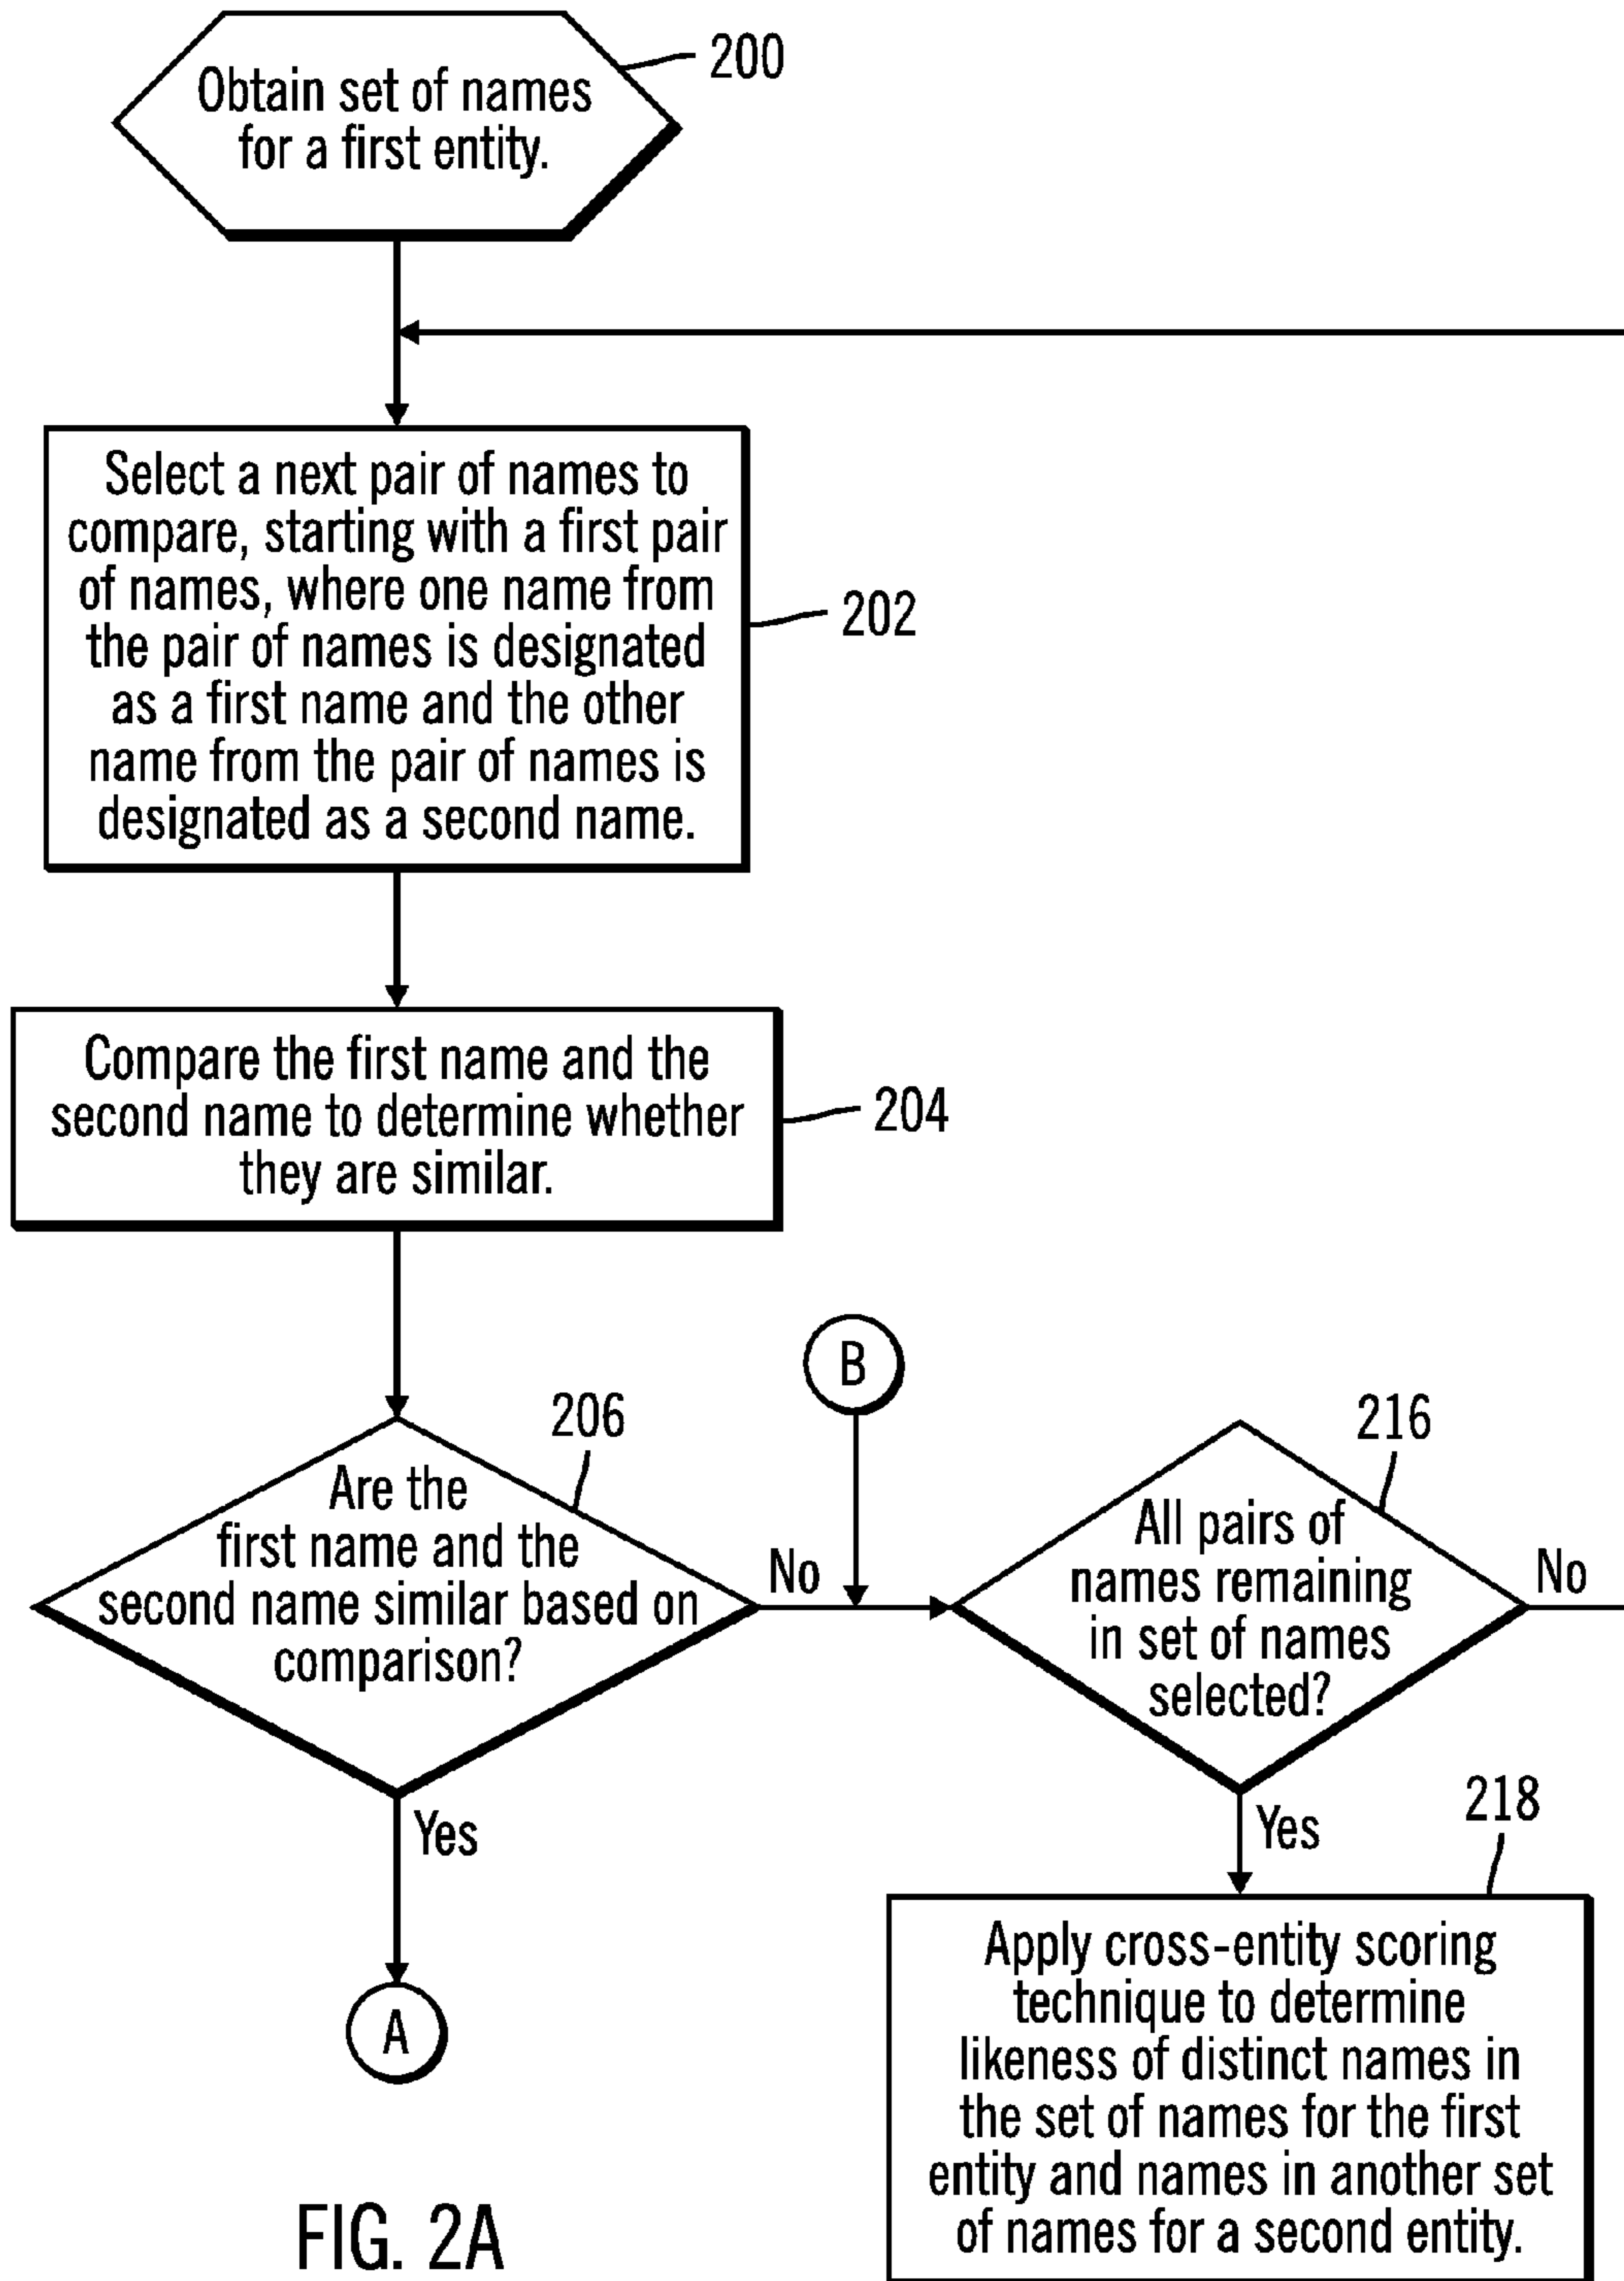 Obtain set of names
for a first entity.
200
Select a next pair of names to
compare, starting with a first pair
of names, where one name from
the pair of names is designated
as a first name and the other
name from the pair of names is
designated as a second name.
202
Compare the first name and the
second name to determine whether
they are similar.
204
206
Are the
first name and the
second name similar based on
comparison?
No
Yes
A
B
216
All pairs of
names remaining
in set of names
selected?
No
Yes
218
Apply cross-entity scoring
technique to determine
likeness of distinct names in
the set of names for the first
entity and names in another set
of names for a second entity.
FIG. 2A